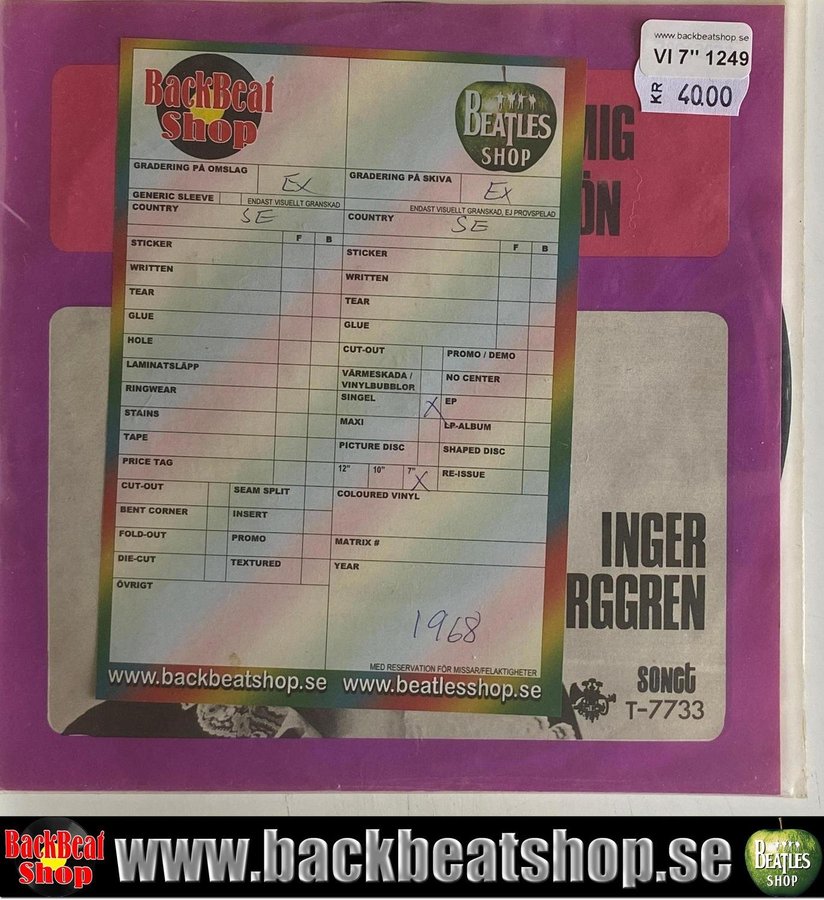 www.backbeatshop.se
VI 7" 1249
KR 40.00
MIG
ÖN
BackBeat
Shop
BEATLES
SHOP
GRADERING PÅ OMSLAG
EX
GRADERING PÅ SKIVA
EX
GENERIC SLEEVE
ENDAST VISUELLT GRANSKAD
ENDAST VISUELLT GRANSKAD, EJ PROVSPELAD
COUNTRY
SE
COUNTRY
SE
F B
STICKER
WRITTEN
TEAR
GLUE
HOLE
LAMINATSLÄPP
RINGWEAR
STAINS
TAPE
PRICE TAG
CUT-OUT
SEAM SPLIT
BENT CORNER
INSERT
FOLD-OUT
PROMO
DIE-CUT
TEXTURED
ÖVRIGT
F B
STICKER
WRITTEN
TEAR
GLUE
CUT-OUT
PROMO / DEMO
VÄRMESKADA /
VINYLBUBBLOR
NO CENTER
SINGEL
X
EP
MAXI
LP-ALBUM
PICTURE DISC
SHAPED DISC
12" 10" 7" X
RE-ISSUE
COLOURED VINYL
MATRIX #
YEAR
1968
MED RESERVATION FÖR MISSAR/FELAKTIGHETER
www.backbeatshop.se www.beatlesshop.se
INGER
RGGREN
SONET
T-7733
BackBeat
Shop
www.backbeatshop.se
BEATLES
SHOP